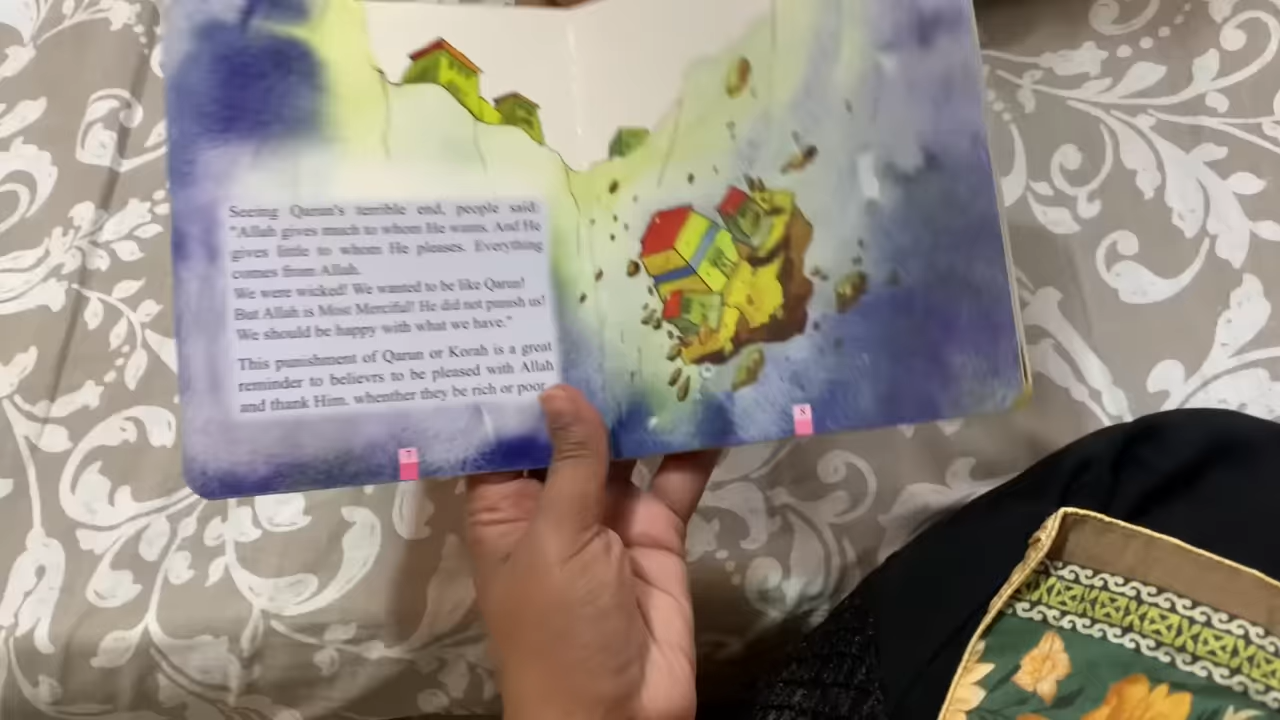 Seeing Qarun's terrible end, people said:
"Allah gives much to whom He wants. And He
gives little to whom He pleases. Everything
comes from Allah.
We were wicked! We wanted to be like Qarun!
But Allah is Most Merciful! He did not punish us!
We should be happy with what we have."
This punishment of Qarun or Korah is a great
reminder to believrs to be pleased with Allah
and thank Him. whenther they be rich or poor.
7
8